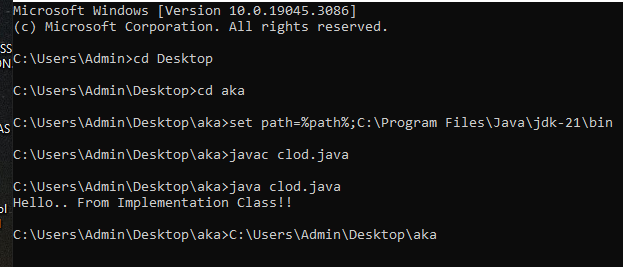 Microsoft Windows [Version 10.0.19045.3086]
(c) Microsoft Corporation. All rights reserved.
C:\Users\Admin>cd Desktop
C:\Users\Admin\Desktop>cd aka
C:\Users\Admin\Desktop\aka>set path=%path%;C:\Program Files\Java\jdk-21\bin
C:\Users\Admin\Desktop\aka>javac clod.java
C:\Users\Admin\Desktop\aka>java clod.java
Hello.. From Implementation Class!!
C:\Users\Admin\Desktop\aka>C:\Users\Admin\Desktop\aka